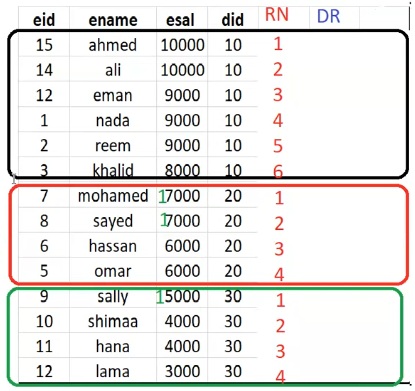 eid ename esal did RN DR
15 ahmed 10000 10 1
14 ali 10000 10 2
12 eman 9000 10 3
1 nada 9000 10 4
2 reem 9000 10 5
3 khalid 8000 10 6
7 mohamed 1 7000 20 1
8 sayed 1 7000 20 2
6 hassan 6000 20 3
5 omar 6000 20 4
9 sally 1 5000 30 1
10 shimaa 4000 30 2
11 hana 4000 30 3
12 lama 3000 30 4